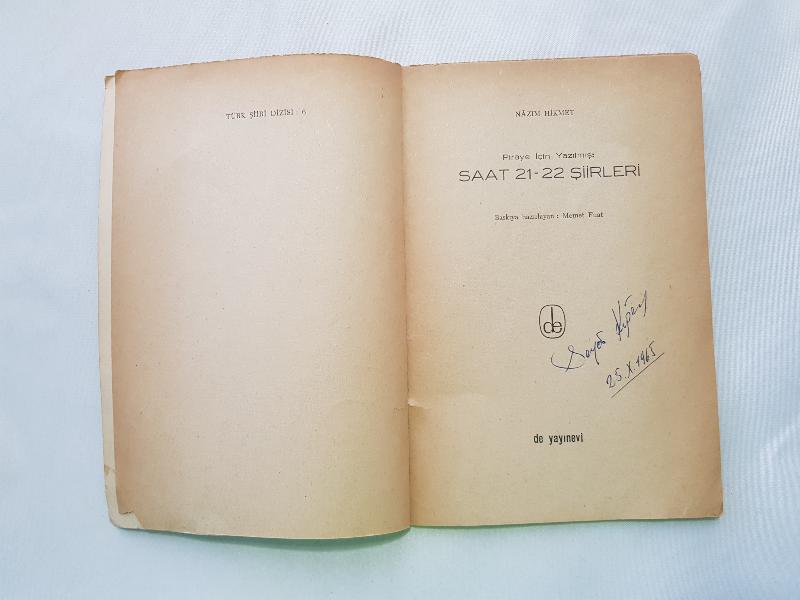 TÜRK ŞİİRİ DİZİSİ : 6
NÂZIM HİKMET
Piraye İçin Yazılmış:
SAAT 21-22 ŞİİRLERİ
Baskıya hazırlayan : Memet Fuat
de
25.X.1965
de yayınevi